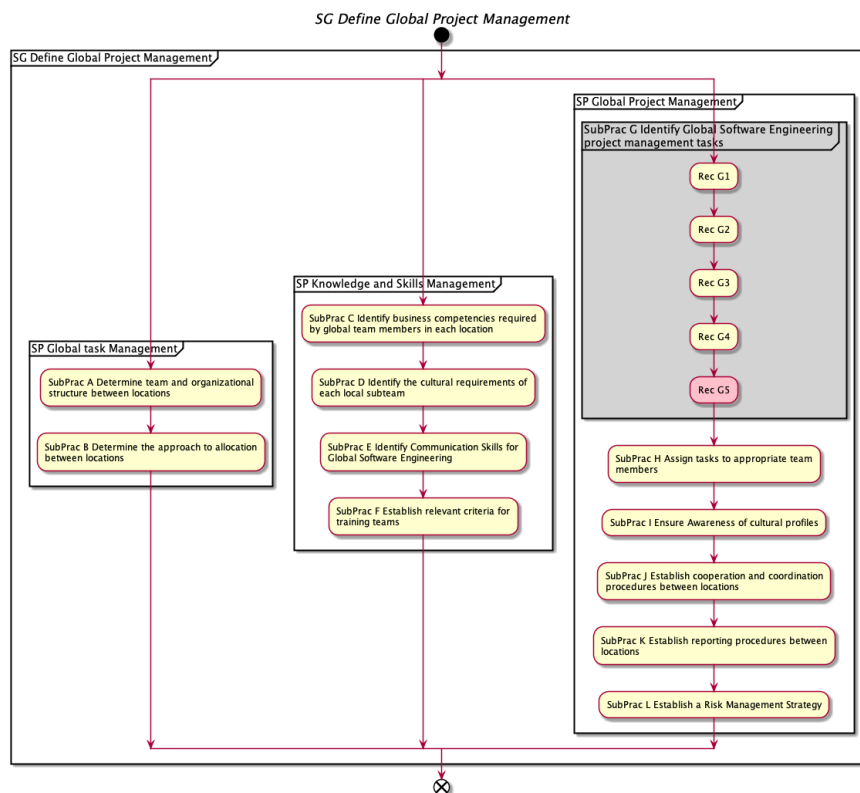 SG Define Global Project Management
SG Define Global Project Management
SP Global Project Management
SubPrac G Identify Global Software Engineering
project management tasks
Rec G1
Rec G2
Rec G3
Rec G4
Rec G5
SubPrac H Assign tasks to appropriate team
members
SubPrac I Ensure Awareness of cultural profiles
SubPrac J Establish cooperation and coordination
procedures between locations
SubPrac K Establish reporting procedures between
locations
SubPrac L Establish a Risk Management Strategy
SP Knowledge and Skills Management
SubPrac C Identify business competencies required
by global team members in each location
SubPrac D Identify the cultural requirements of
each local subteam
SubPrac E Identify Communication Skills for
Global Software Engineering
SubPrac F Establish relevant criteria for
training teams
SP Global task Management
SubPrac A Determine team and organizational
structure between locations
SubPrac B Determine the approach to allocation
between locations